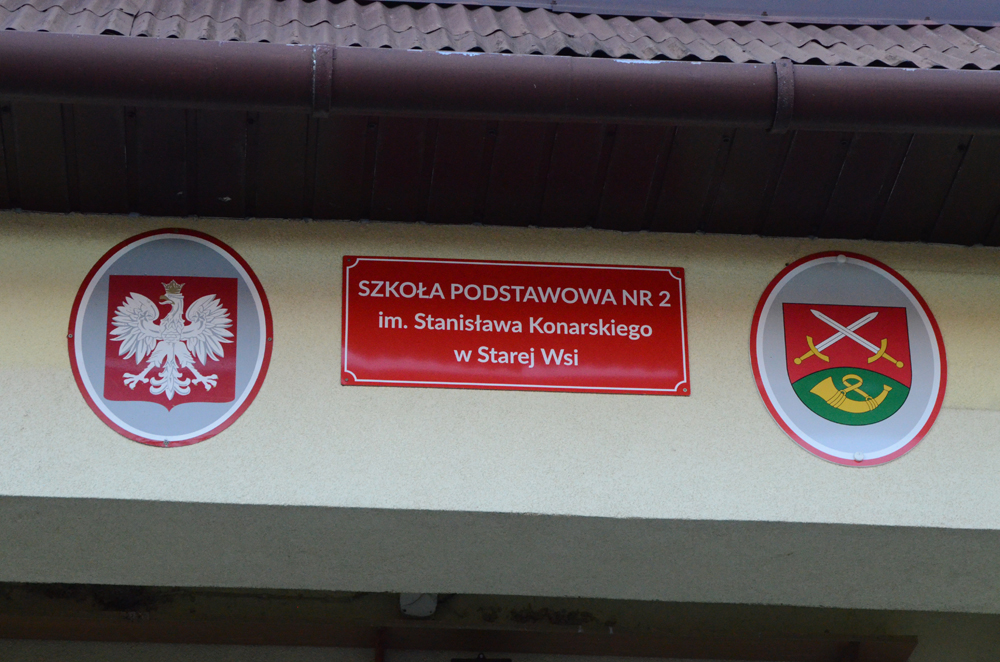 SZKOŁA PODSTAWOWA NR 2
im. Stanisława Konarskiego
w Starej Wsi